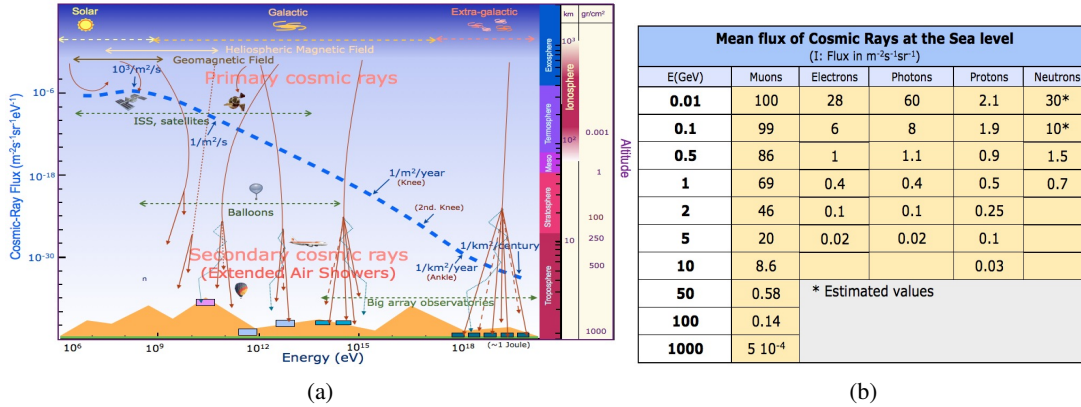 Solar
Galactic
Extra-galactic
km
gr/cm²
Heliospheric Magnetic Field
Geomagnetic Field
10³/m²/s
Primary cosmic rays
10⁻⁶
ISS, satellites
1/m²/s
10⁻¹⁸
1/m²/year
(Knee)
Balloons
(2nd. Knee)
Secondary cosmic rays
(Extended Air Showers)
1/km²/century
1/km²/year
(Ankle)
10⁻³⁰
n
Big array observatories
Cosmic-Ray Flux (m⁻²s⁻¹sr⁻¹eV⁻¹)
10⁶
10⁹
10¹²
10¹⁵
10¹⁸
(~1 Joule)
Energy (eV)
Exosphere
Termosphere
Meso
Stratosphere
Troposphere
Ionosphere
10³
10²
10
0.001
1
100
250
500
1000
Altitude
(a)
Mean flux of Cosmic Rays at the Sea level
(I: Flux in m⁻²s⁻¹sr⁻¹)
E(GeV) Muons Electrons Photons Protons Neutrons
0.01 100 28 60 2.1 30*
0.1 99 6 8 1.9 10*
0.5 86 1 1.1 0.9 1.5
1 69 0.4 0.4 0.5 0.7
2 46 0.1 0.1 0.25
5 20 0.02 0.02 0.1
10 8.6 0.03
50 0.58 * Estimated values
100 0.14
1000 5 10⁻⁴
(b)